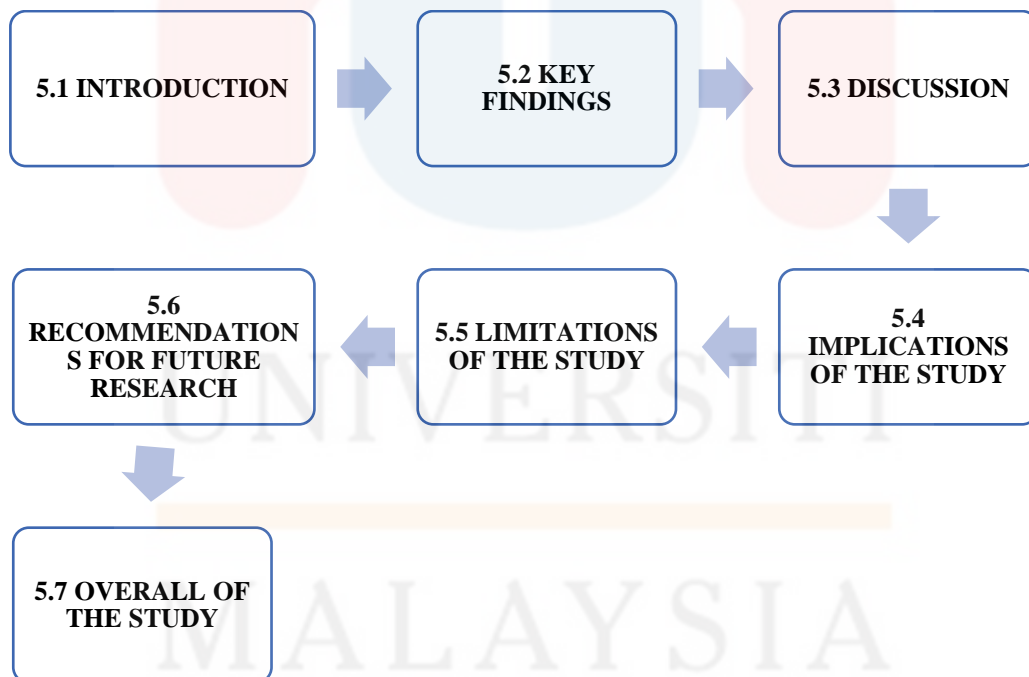 5.1 INTRODUCTION
5.2 KEY
FINDINGS
5.3 DISCUSSION
5.4
IMPLICATIONS
OF THE STUDY
5.5 LIMITATIONS
OF THE STUDY
5.6
RECOMMENDATION
S FOR FUTURE
RESEARCH
5.7 OVERALL OF
THE STUDY
UNIVERSITI
MALAYSIA